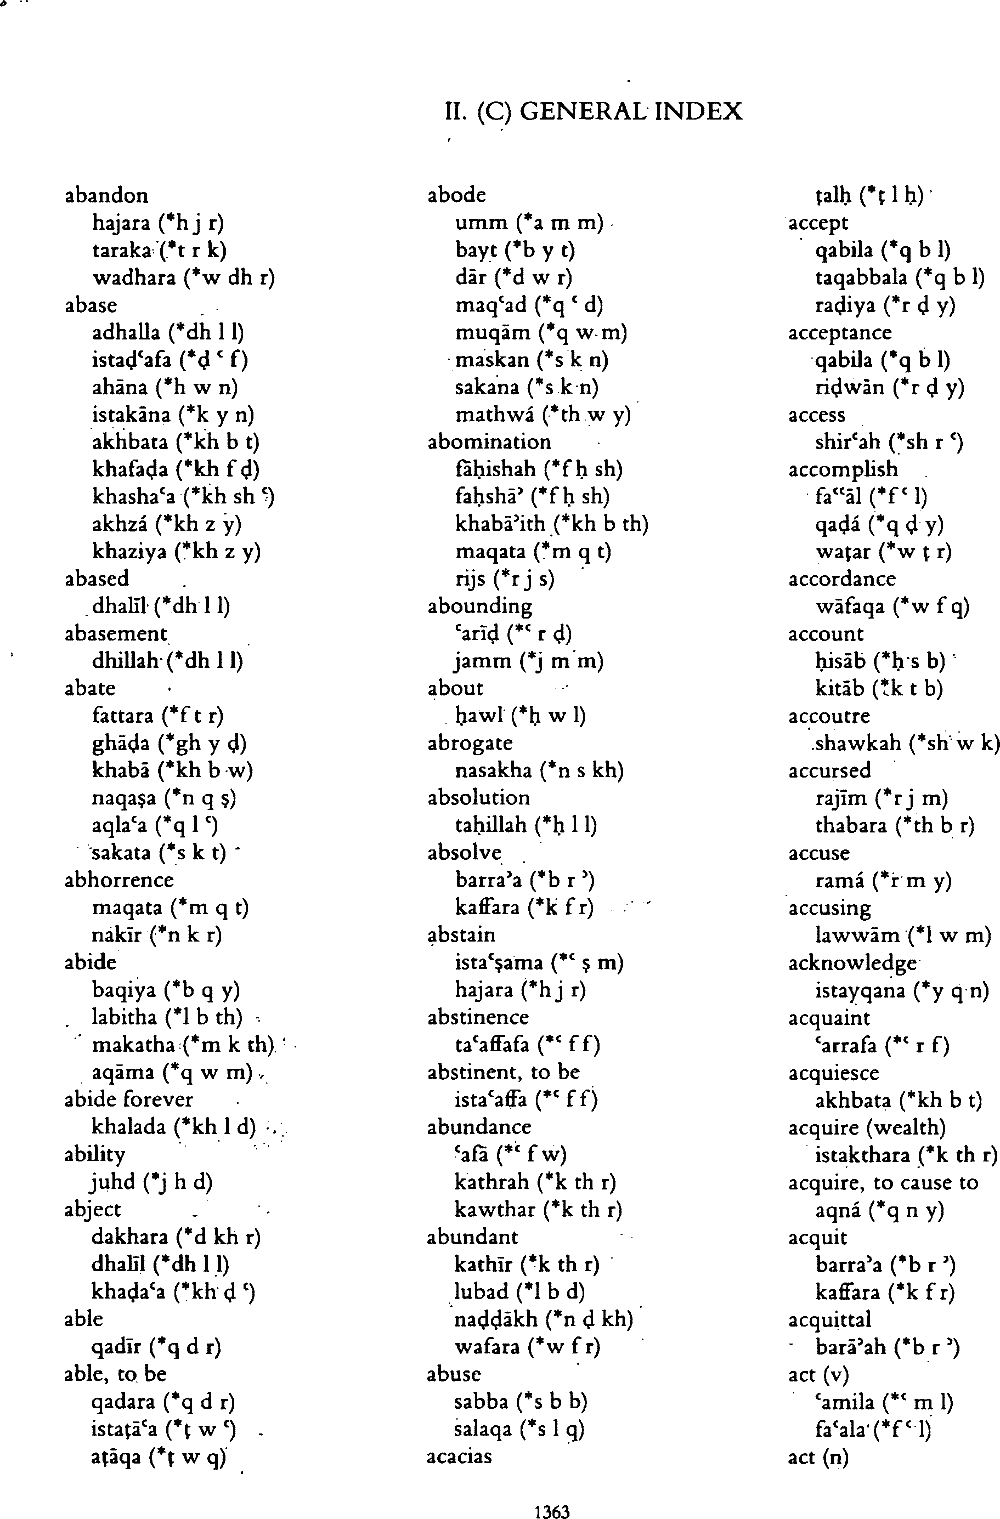 II. (C) GENERAL INDEX
abandon
hajara (*h j r)
taraka (*t r k)
wadhara (*w dh r)
abase
adhalla (*dh l l)
istaḍʿafa (*ḍ ʿ f)
ahāna (*h w n)
istakāna (*k y n)
akhbata (*kh b t)
khafaḍa (*kh f ḍ)
khashaʿa (*kh sh ʿ)
akhzá (*kh z y)
khaziya (*kh z y)
abased
dhalīl (*dh l l)
abasement
dhillah (*dh l l)
abate
fattara (*f t r)
ghāḍa (*gh y ḍ)
khabā (*kh b w)
naqaṣa (*n q ṣ)
aqlaʿa (*q l ʿ)
sakata (*s k t)
abhorrence
maqata (*m q t)
nakīr (*n k r)
abide
baqiya (*b q y)
labitha (*l b th)
makatha (*m k th)
aqāma (*q w m)
abide forever
khalada (*kh l d)
ability
juhd (*j h d)
abject
dakhara (*d kh r)
dhalīl (*dh l l)
khaḍaʿa (*kh ḍ ʿ)
able
qadīr (*q d r)
able, to be
qadara (*q d r)
istaṭāʿa (*ṭ w ʿ)
aṭāqa (*ṭ w q)
abode
umm (*a m m)
bayt (*b y t)
dār (*d w r)
maqʿad (*q ʿ d)
muqām (*q w m)
maskan (*s k n)
sakana (*s k n)
mathwá (*th w y)
abomination
fāḥishah (*f ḥ sh)
faḥshāʾ (*f ḥ sh)
khabāʾith (*kh b th)
maqata (*m q t)
rijs (*r j s)
abounding
ʿarīḍ (*ʿ r ḍ)
jamm (*j m m)
about
ḥawl (*ḥ w l)
abrogate
nasakha (*n s kh)
absolution
taḥillah (*ḥ l l)
absolve
barraʾa (*b r ʾ)
kaffara (*k f r)
abstain
istaʿṣama (*ʿ ṣ m)
hajara (*h j r)
abstinence
taʿaffafa (*ʿ f f)
abstinent, to be
istaʿaffa (*ʿ f f)
abundance
ʿafā (*ʿ f w)
kathrah (*k th r)
kawthar (*k th r)
abundant
kathīr (*k th r)
lubad (*l b d)
naḍḍākh (*n ḍ kh)
wafara (*w f r)
abuse
sabba (*s b b)
salaqa (*s l q)
acacias
ṭalḥ (*ṭ l ḥ)
accept
qabila (*q b l)
taqabbala (*q b l)
raḍiya (*r ḍ y)
acceptance
qabila (*q b l)
riḍwān (*r ḍ y)
access
shirʿah (*sh r ʿ)
accomplish
faʿʿāl (*f ʿ l)
qaḍá (*q ḍ y)
waṭar (*w ṭ r)
accordance
wāfaqa (*w f q)
account
ḥisāb (*ḥ s b)
kitāb (*k t b)
accoutre
shawkah (*sh w k)
accursed
rajīm (*r j m)
thabara (*th b r)
accuse
ramá (*r m y)
accusing
lawwām (*l w m)
acknowledge
istayqana (*y q n)
acquaint
ʿarrafa (*ʿ r f)
acquiesce
akhbata (*kh b t)
acquire (wealth)
istakthara (*k th r)
acquire, to cause to
aqná (*q n y)
acquit
barraʾa (*b r ʾ)
kaffara (*k f r)
acquittal
barāʾah (*b r ʾ)
act (v)
ʿamila (*ʿ m l)
faʿala (*f ʿ l)
act (n)
1363